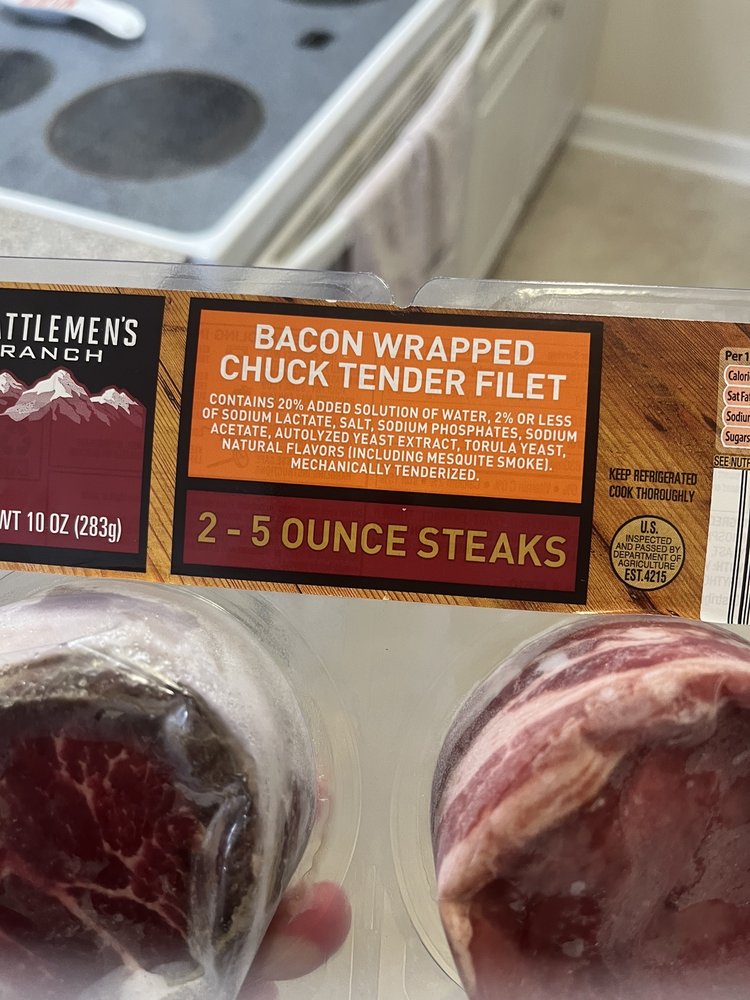 ATTLEMEN'S
RANCH
WT 10 OZ (283g)
BACON WRAPPED
CHUCK TENDER FILET
CONTAINS 20% ADDED SOLUTION OF WATER, 2% OR LESS
OF SODIUM LACTATE, SALT, SODIUM PHOSPHATES, SODIUM
ACETATE, AUTOLYZED YEAST EXTRACT, TORULA YEAST,
NATURAL FLAVORS (INCLUDING MESQUITE SMOKE).
MECHANICALLY TENDERIZED.
2 - 5 OUNCE STEAKS
KEEP REFRIGERATED
COOK THOROUGHLY
U.S.
INSPECTED
AND PASSED BY
DEPARTMENT OF
AGRICULTURE
EST.4215
Per 1
Calori
Sat Fat
Sodiu
Sugars
SEE NUTR